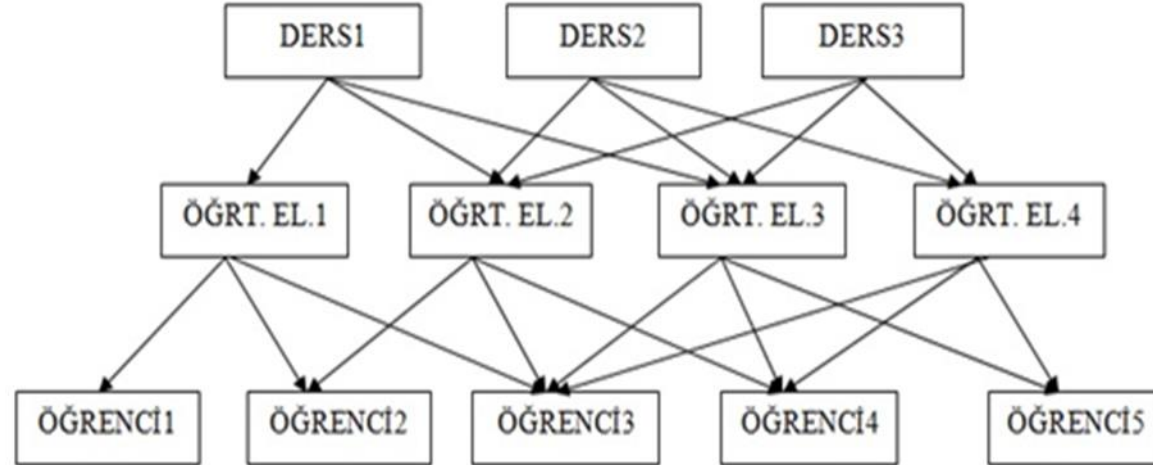 DERS1
DERS2
DERS3
ÖĞRT. EL.1
ÖĞRT. EL.2
ÖĞRT. EL.3
ÖĞRT. EL.4
ÖĞRENCİ1
ÖĞRENCİ2
ÖĞRENCİ3
ÖĞRENCİ4
ÖĞRENCİ5